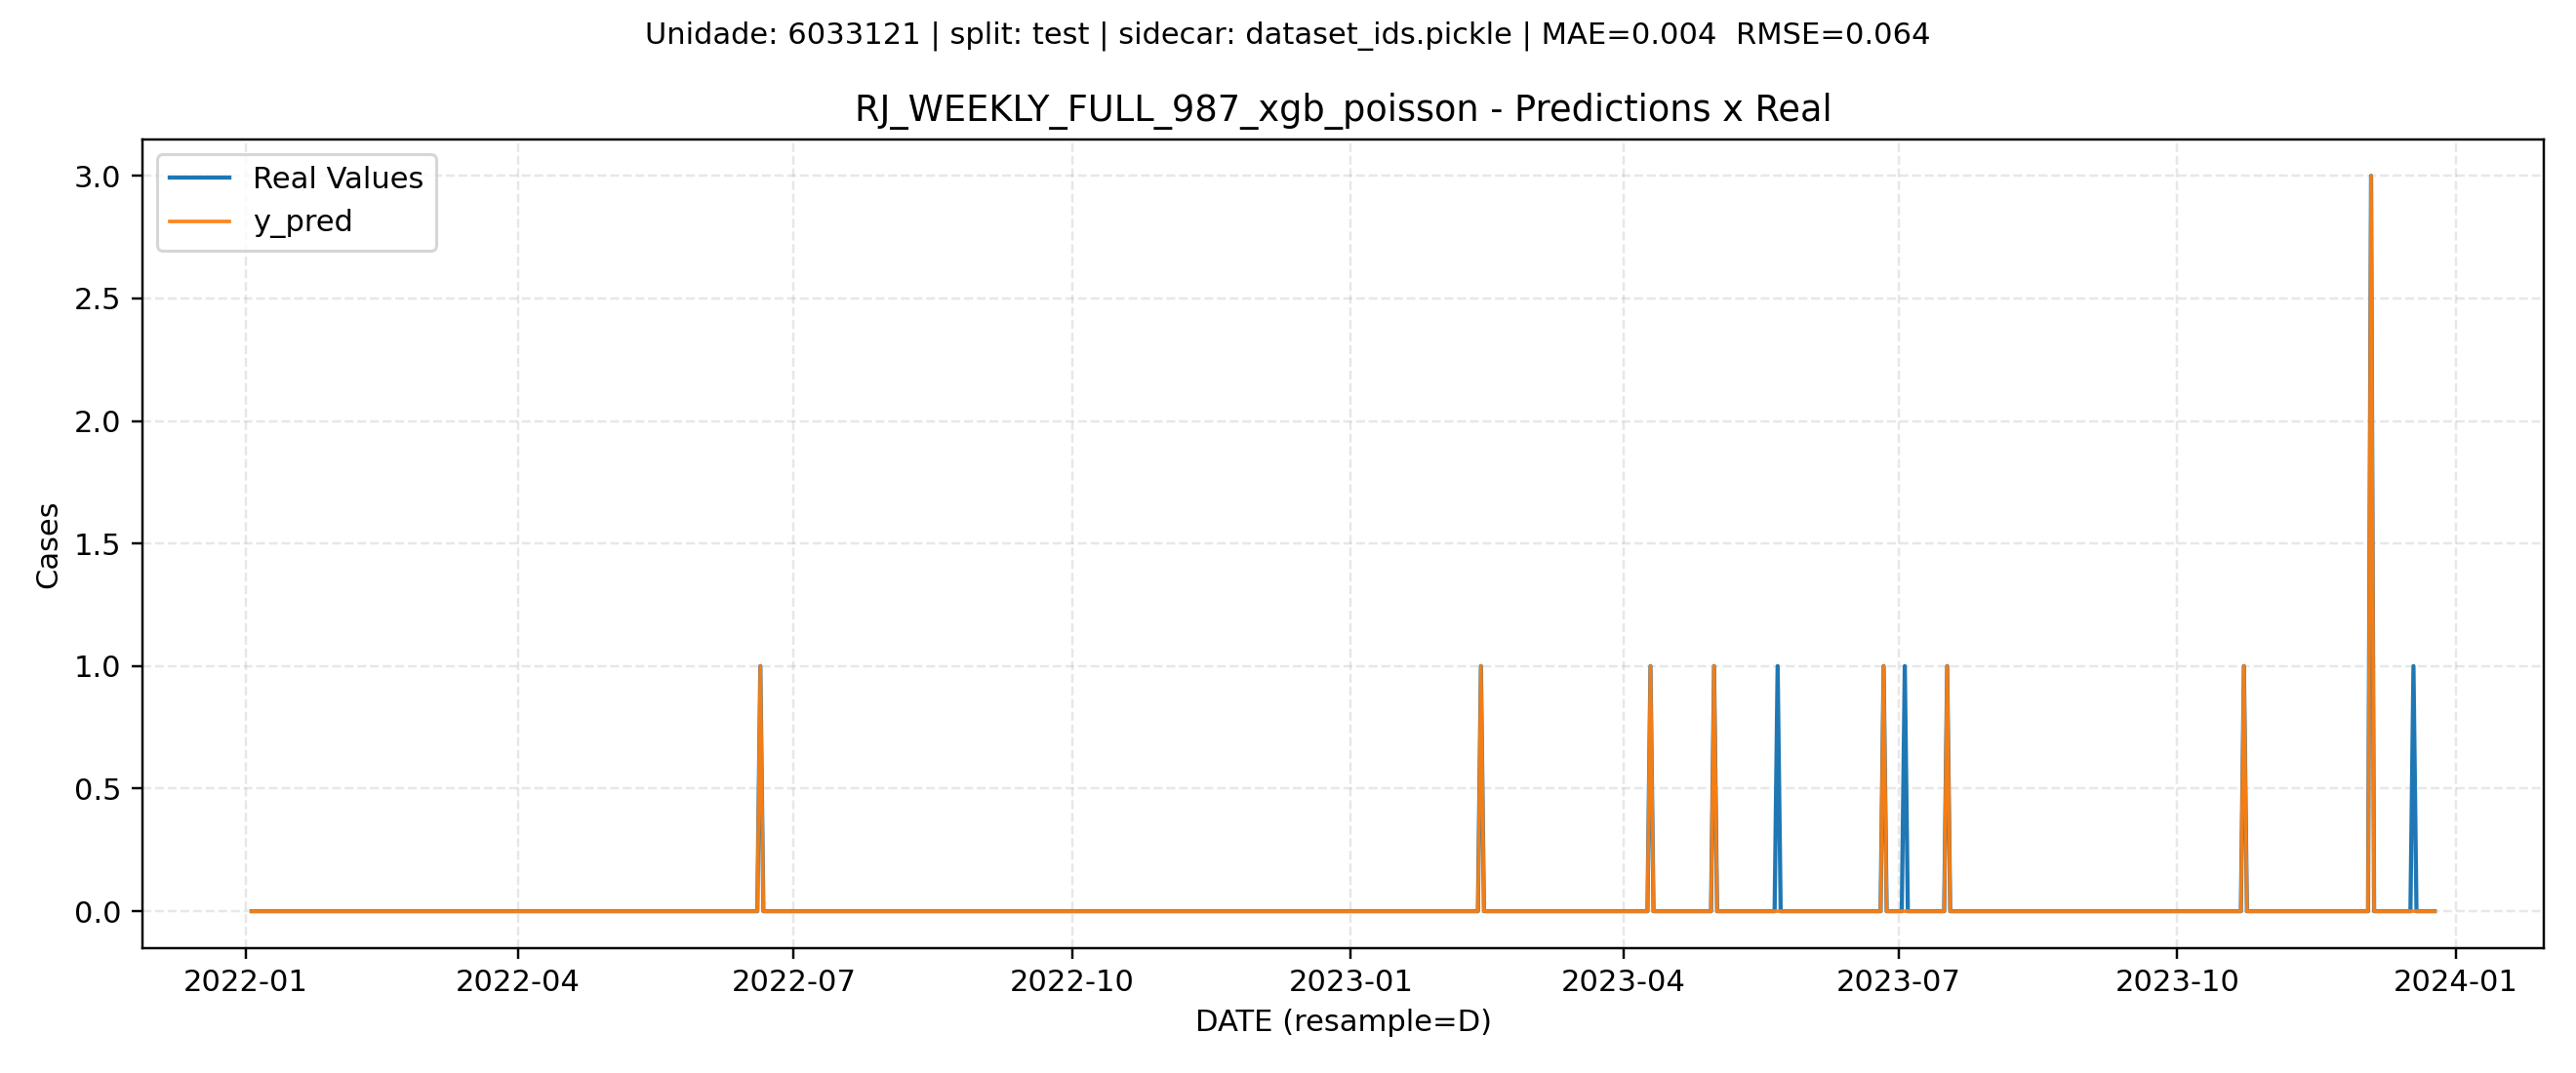 Unidade: 6033121 | split: test | sidecar: dataset_ids.pickle | MAE=0.004  RMSE=0.064
RJ_WEEKLY_FULL_987_xgb_poisson - Predictions x Real
Real Values
y_pred
3.0
2.5
2.0
1.5
1.0
0.5
0.0
Cases
2022-01 2022-04 2022-07 2022-10 2023-01 2023-04 2023-07 2023-10 2024-01
DATE (resample=D)